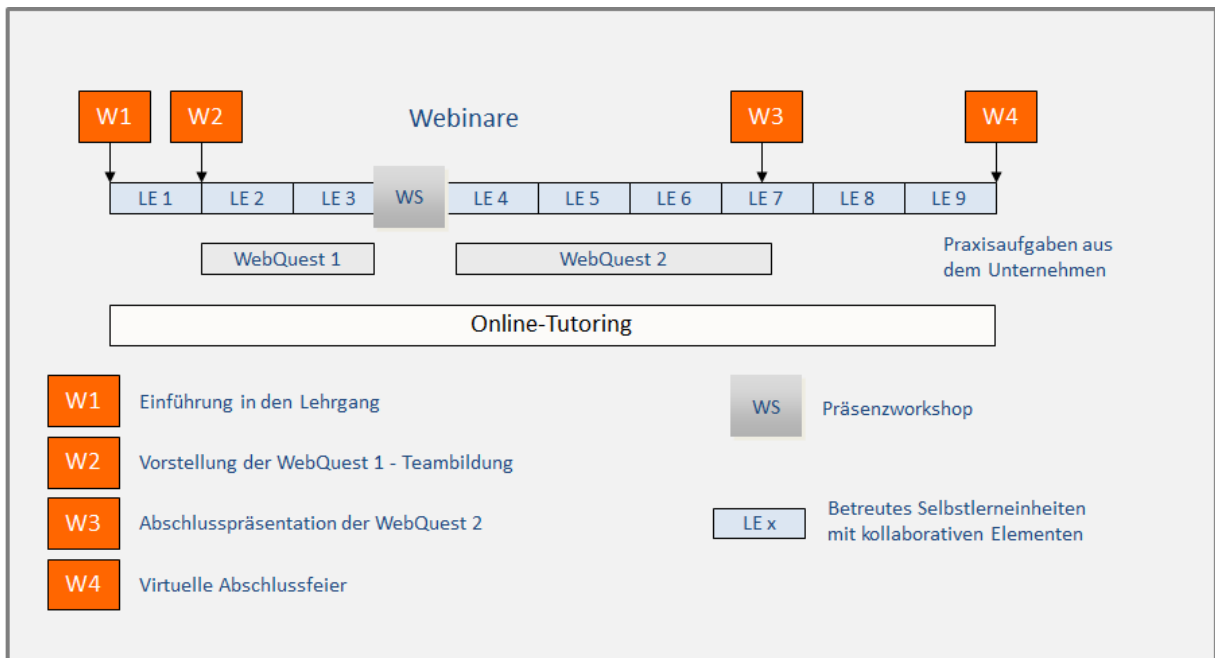 W1
W2
Webinare
W3
W4
LE 1
LE 2
LE 3
WS
LE 4
LE 5
LE 6
LE 7
LE 8
LE 9
WebQuest 1
WebQuest 2
Praxisaufgaben aus
dem Unternehmen
Online-Tutoring
W1
Einführung in den Lehrgang
W2
Vorstellung der WebQuest 1 - Teambildung
W3
Abschlusspräsentation der WebQuest 2
W4
Virtuelle Abschlussfeier
WS
Präsenzworkshop
LE x
Betreutes Selbstlerneinheiten
mit kollaborativen Elementen